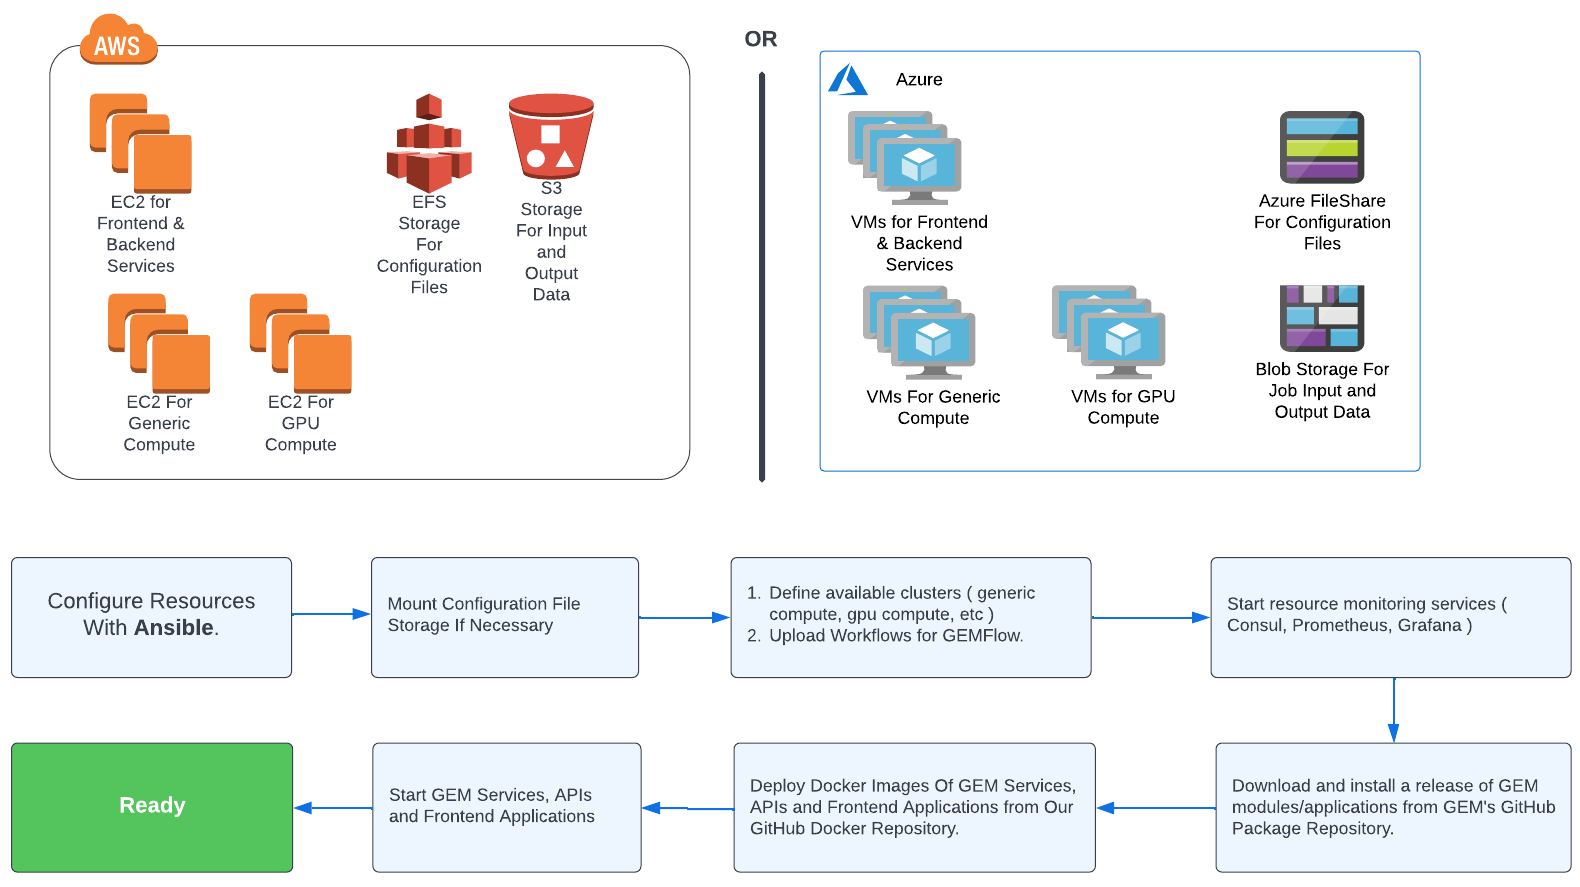 AWS
EC2 for
Frontend &
Backend
Services
EFS
Storage
For
Configuration
Files
S3
Storage
For Input
and
Output
Data
EC2 For
Generic
Compute
EC2 For
GPU
Compute
OR
Azure
VMs for Frontend
& Backend
Services
Azure FileShare
For Configuration
Files
VMs For Generic
Compute
VMs for GPU
Compute
Blob Storage For
Job Input and
Output Data
Configure Resources
With Ansible.
Mount Configuration File
Storage If Necessary
1. Define available clusters ( generic
compute, gpu compute, etc )
2. Upload Workflows for GEMFlow.
Start resource monitoring services (
Consul, Prometheus, Grafana )
Download and install a release of GEM
modules/applications from GEM's GitHub
Package Repository.
Deploy Docker Images Of GEM Services,
APIs and Frontend Applications from Our
GitHub Docker Repository.
Start GEM Services, APIs
and Frontend Applications
Ready